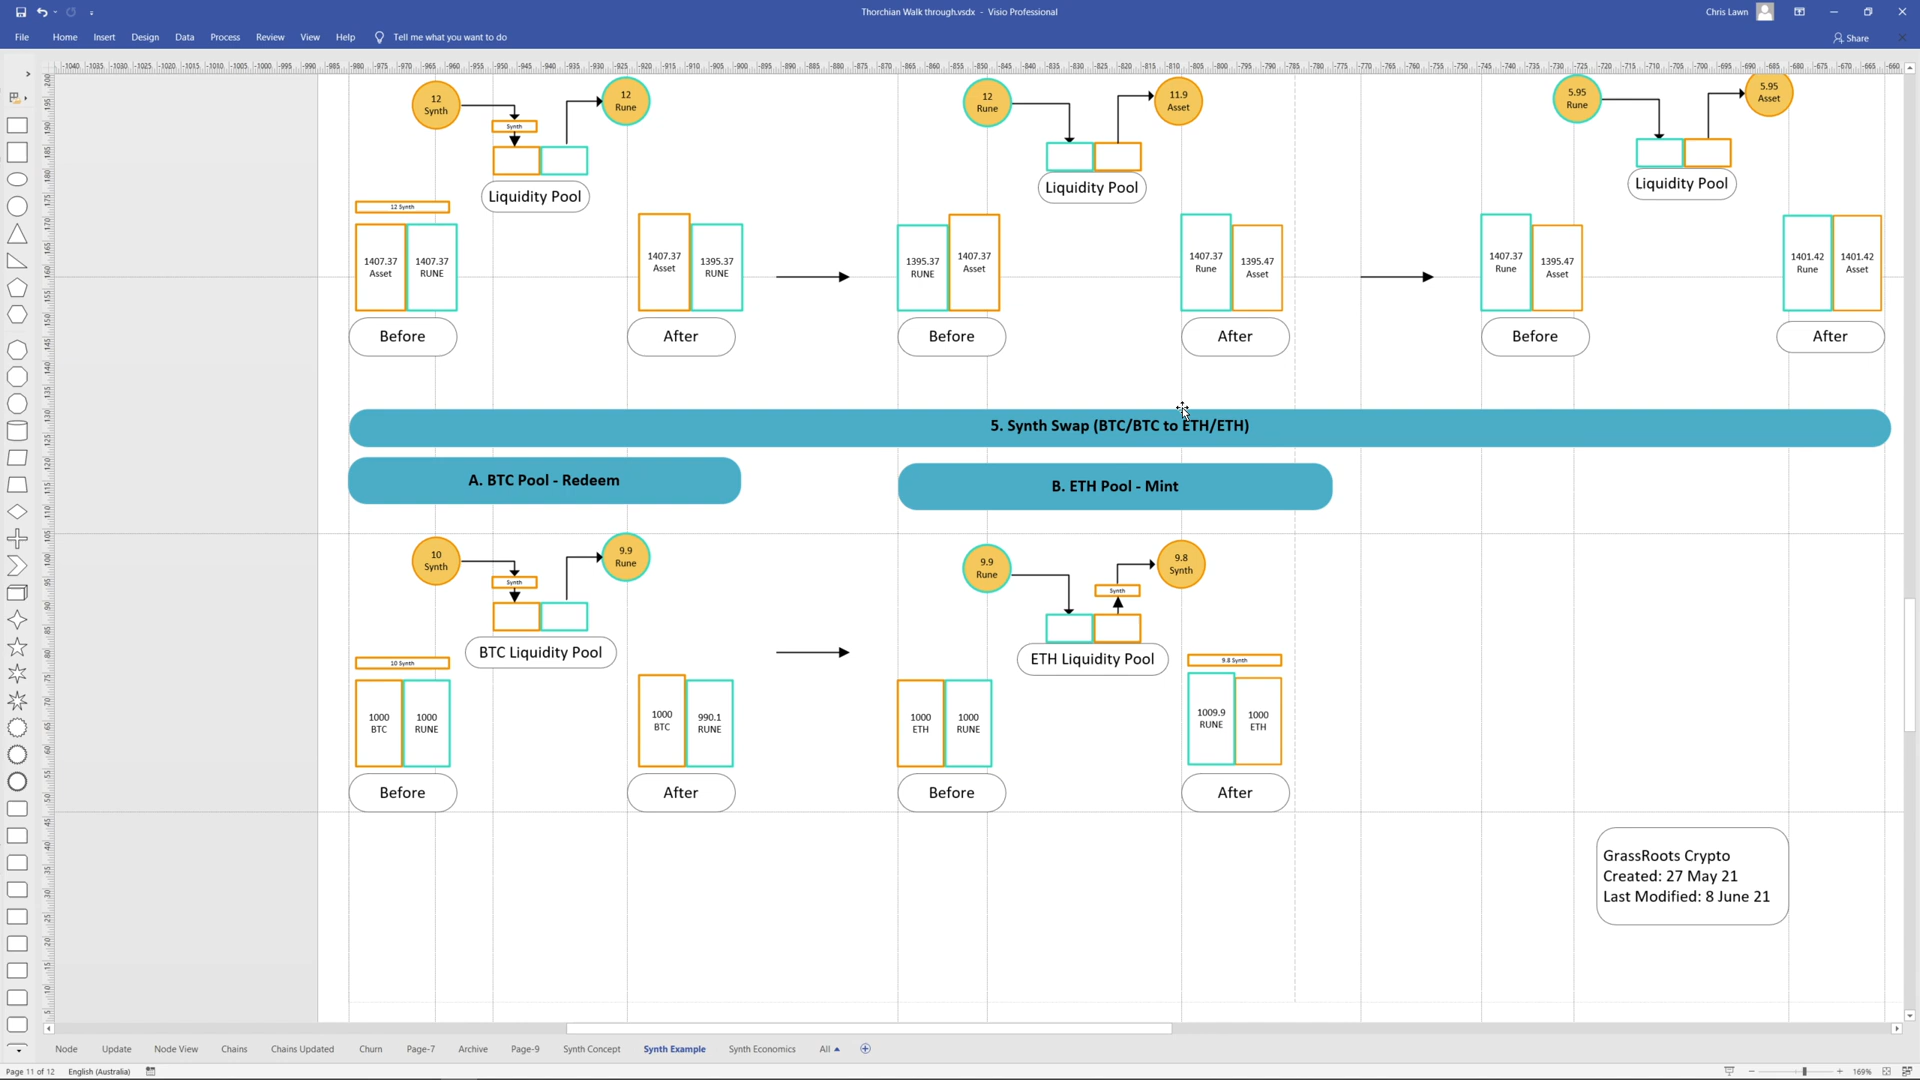 Thorchian Walk through.vsdx - Visio Professional
Chris Lawn
File Home Insert Design Data Process Review View Help Tell me what you want to do
Share
12
Synth
12
Rune
Synth
Liquidity Pool
12 Synth
1407.37
Asset
1407.37
RUNE
Before
1407.37
Asset
1395.37
RUNE
After
12
Rune
11.9
Asset
Liquidity Pool
1395.37
RUNE
1407.37
Asset
Before
1407.37
Rune
1395.47
Asset
After
5.95
Rune
5.95
Asset
Liquidity Pool
1407.37
Rune
1395.47
Asset
Before
1401.42
Rune
1401.42
Asset
After
5. Synth Swap (BTC/BTC to ETH/ETH)
A. BTC Pool - Redeem
B. ETH Pool - Mint
10
Synth
9.9
Rune
Synth
BTC Liquidity Pool
10 Synth
1000
BTC
1000
RUNE
Before
1000
BTC
990.1
RUNE
After
9.9
Rune
9.8
Synth
Synth
ETH Liquidity Pool
1000
ETH
1000
RUNE
Before
9.8 Synth
1009.9
RUNE
1000
ETH
After
GrassRoots Crypto
Created: 27 May 21
Last Modified: 8 June 21
Node Update Node View Chains Chains Updated Churn Page-7 Archive Page-9 Synth Concept Synth Example Synth Economics All
Page 11 of 12 English (Australia)
169%